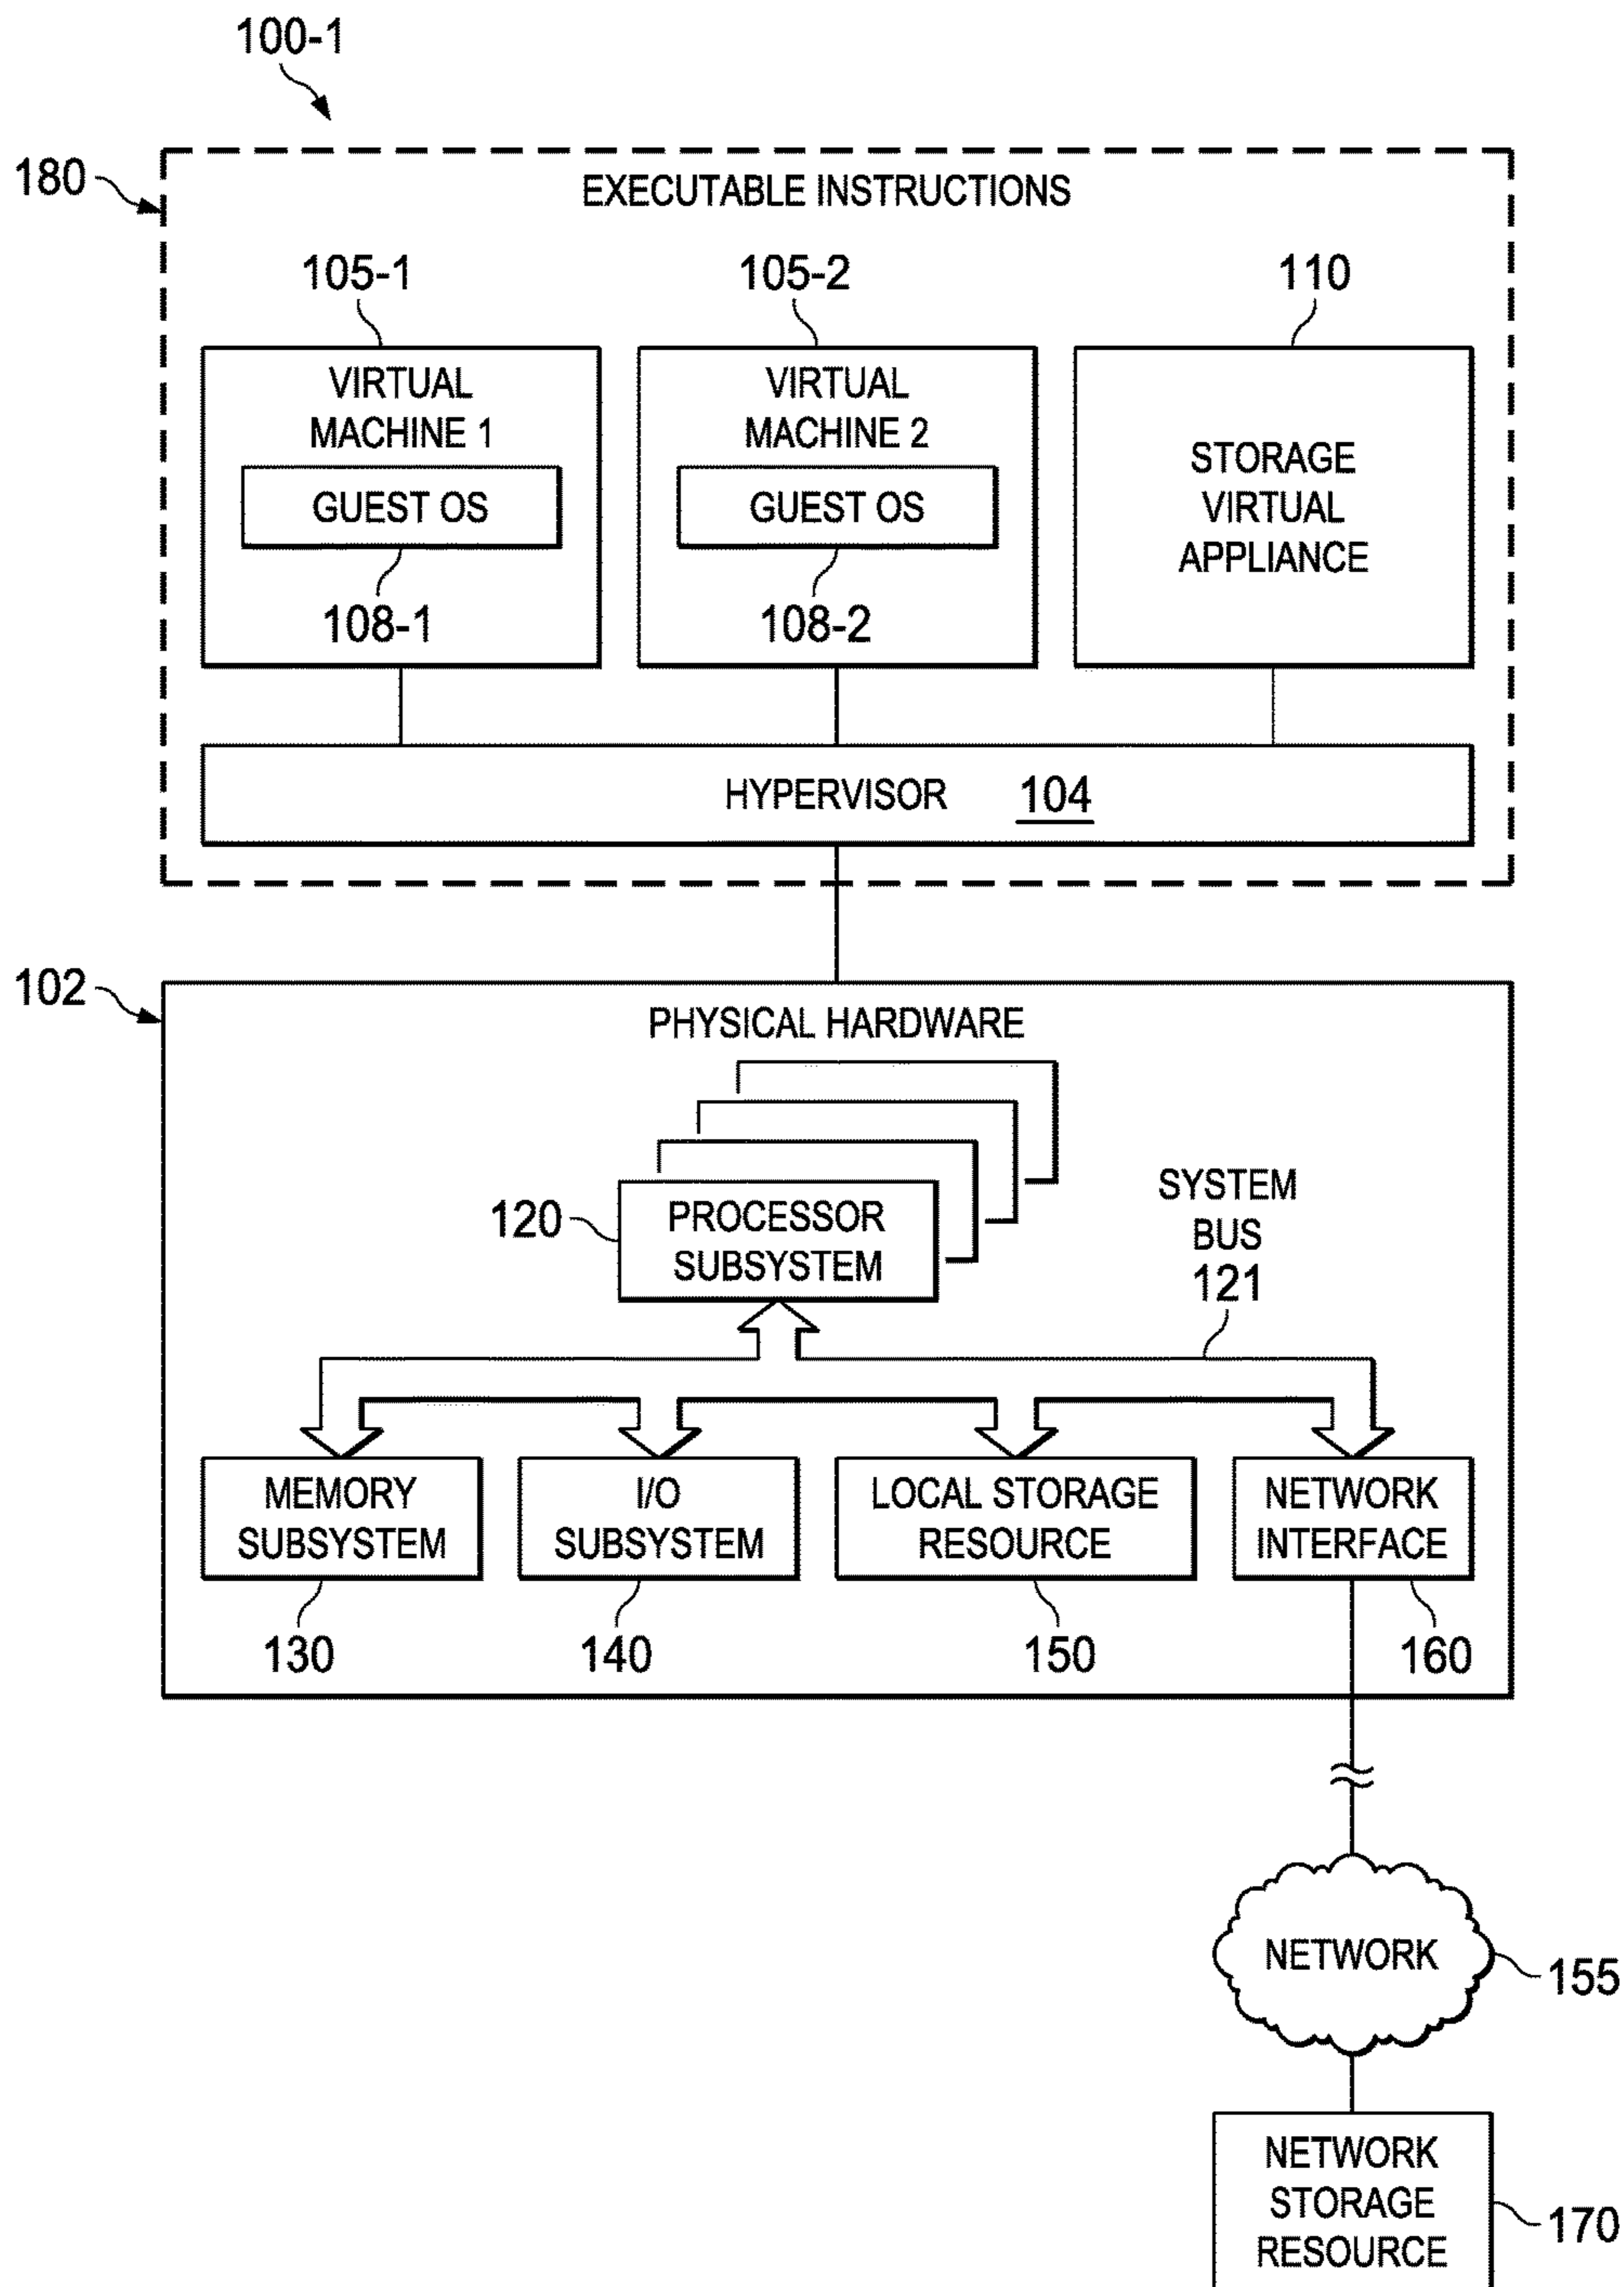 100-1
180
EXECUTABLE INSTRUCTIONS
105-1
105-2
110
VIRTUAL
MACHINE 1
GUEST OS
108-1
VIRTUAL
MACHINE 2
GUEST OS
108-2
STORAGE
VIRTUAL
APPLIANCE
HYPERVISOR 104
102
PHYSICAL HARDWARE
120
PROCESSOR
SUBSYSTEM
SYSTEM
BUS
121
MEMORY
SUBSYSTEM
I/O
SUBSYSTEM
LOCAL STORAGE
RESOURCE
NETWORK
INTERFACE
130
140
150
160
NETWORK
155
NETWORK
STORAGE
RESOURCE
170